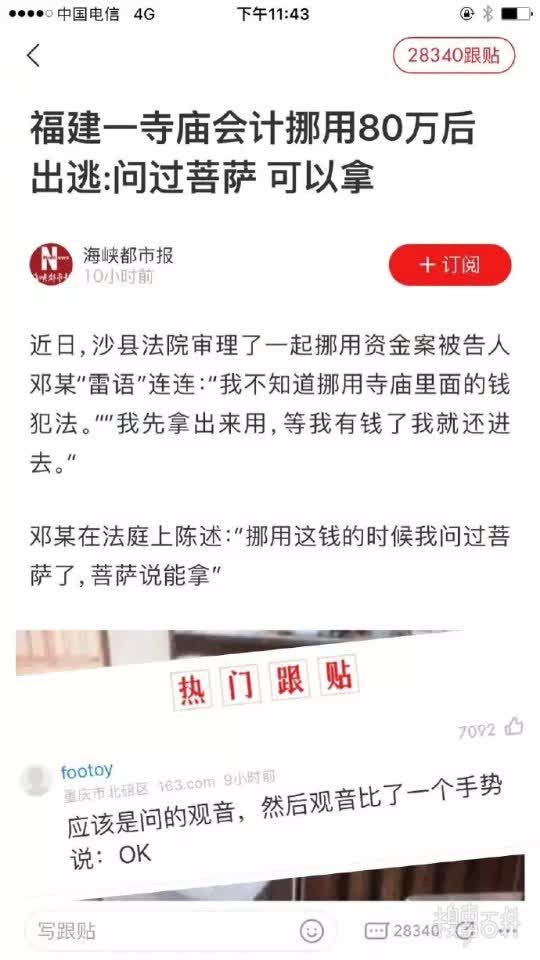 中国电信 4G 下午11:43
28340跟贴
福建一寺庙会计挪用80万后
出逃:问过菩萨 可以拿
海峡都市报
10小时前
+ 订阅
近日,沙县法院审理了一起挪用资金案被告人
邓某"雷语"连连:"我不知道挪用寺庙里面的钱
犯法。""我先拿出来用,等我有钱了我就还进
去。"
邓某在法庭上陈述:"挪用这钱的时候我问过菩
萨了,菩萨说能拿"
热门跟贴
7092
footoy
重庆市北碚区 163.com 9小时前
应该是问的观音，然后观音比了一个手势
说：OK
写跟贴
28340